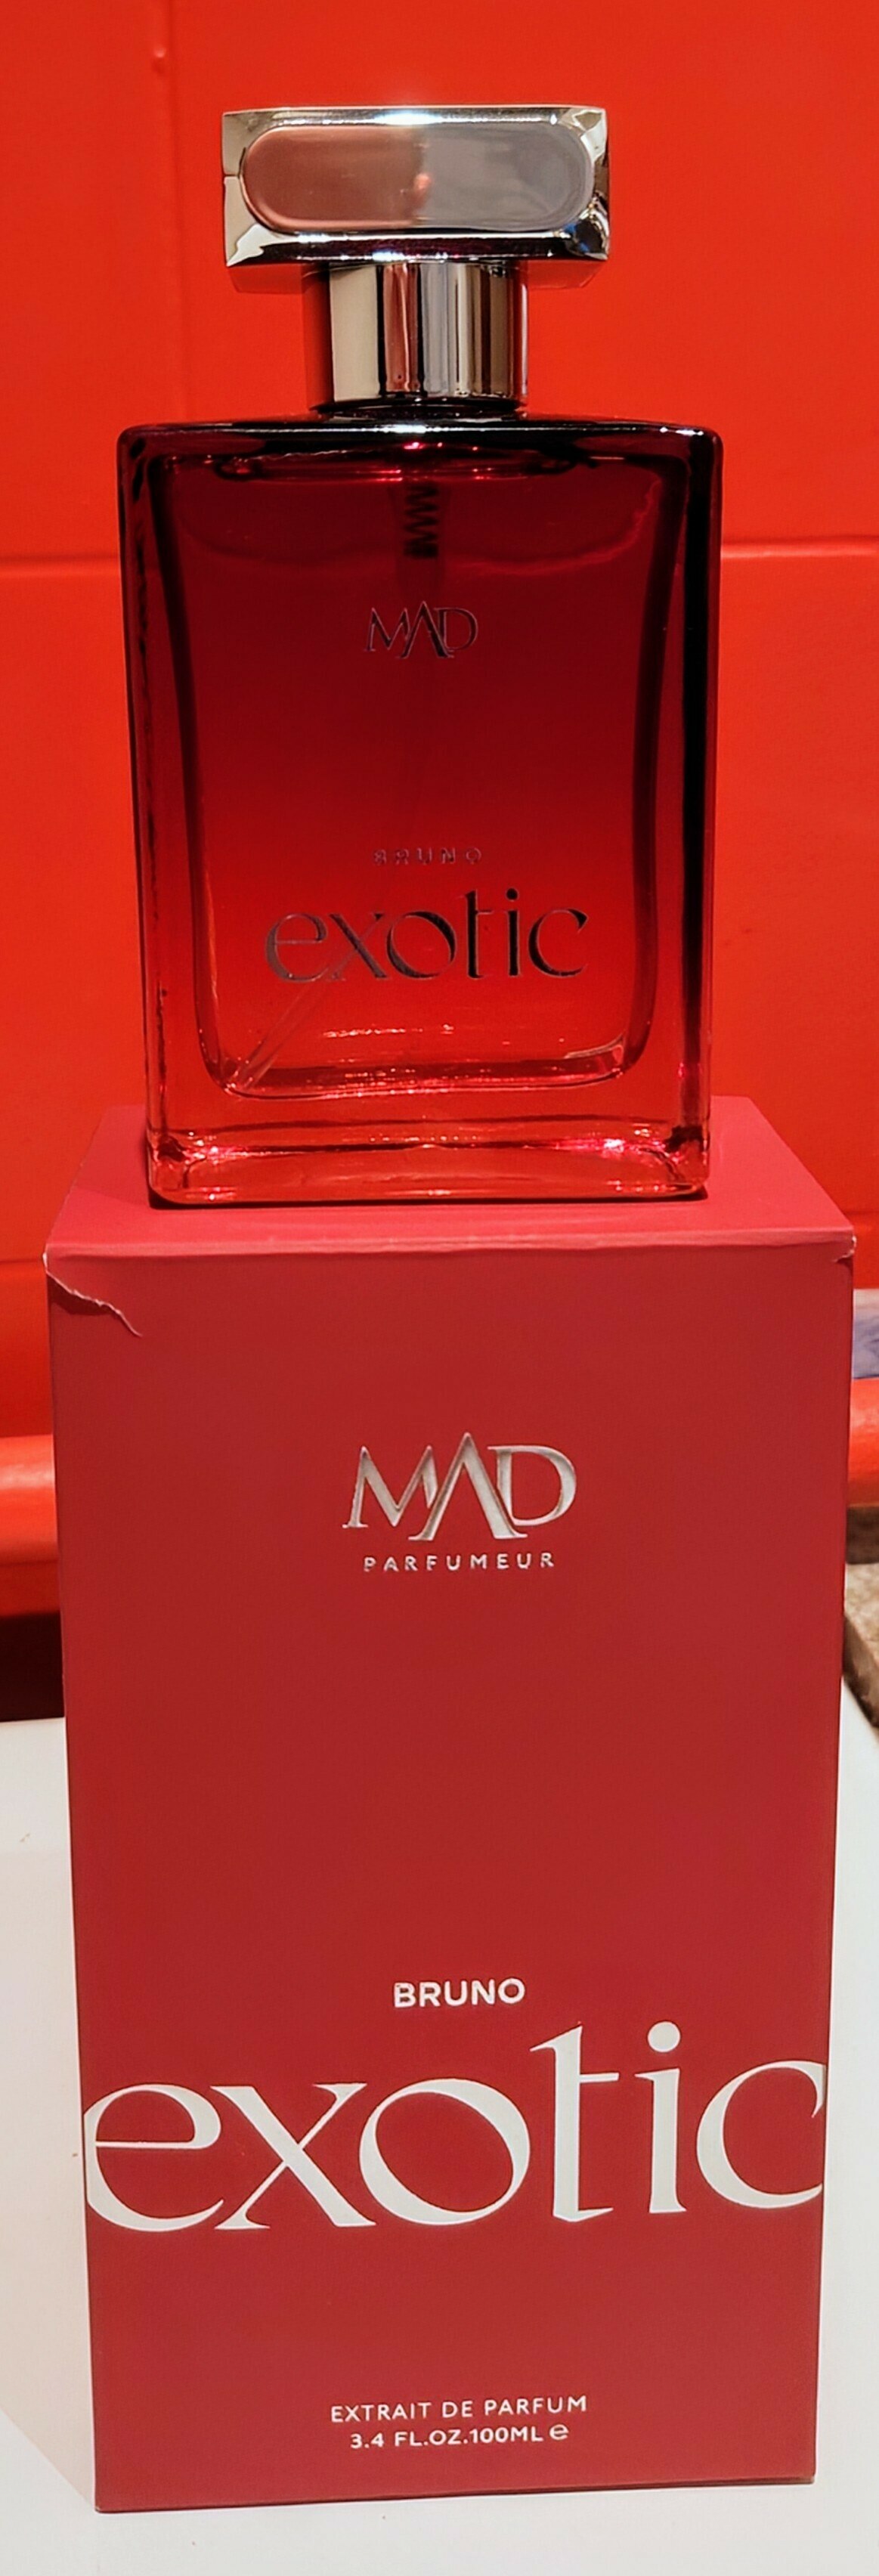 MAD
BRUNO
exotic
MAD
PARFUMEUR
BRUNO
exotic
EXTRAIT DE PARFUM
3.4 FL.OZ.100ML ℮